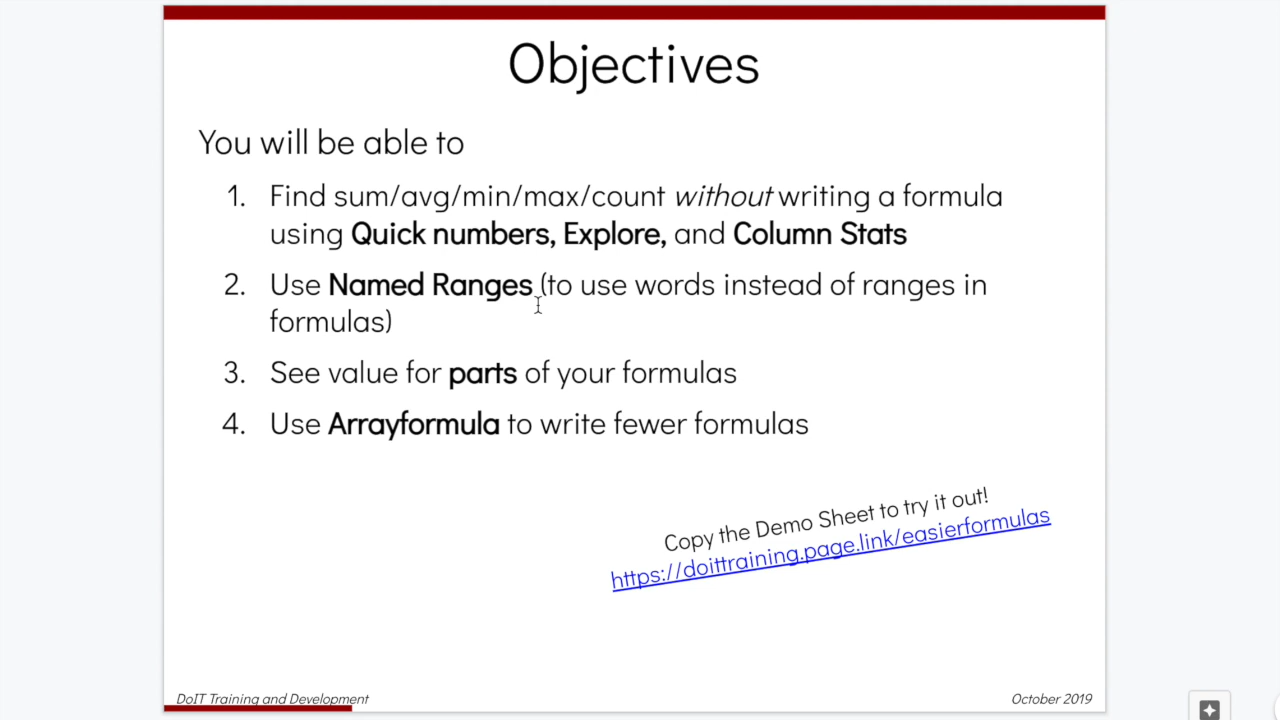 Objectives
You will be able to
1. Find sum/avg/min/max/count without writing a formula
using Quick numbers, Explore, and Column Stats
2. Use Named Ranges (to use words instead of ranges in
formulas)
3. See value for parts of your formulas
4. Use Arrayformula to write fewer formulas
Copy the Demo Sheet to try it out!
https://doittraining.page.link/easierformulas
DoIT Training and Development
October 2019